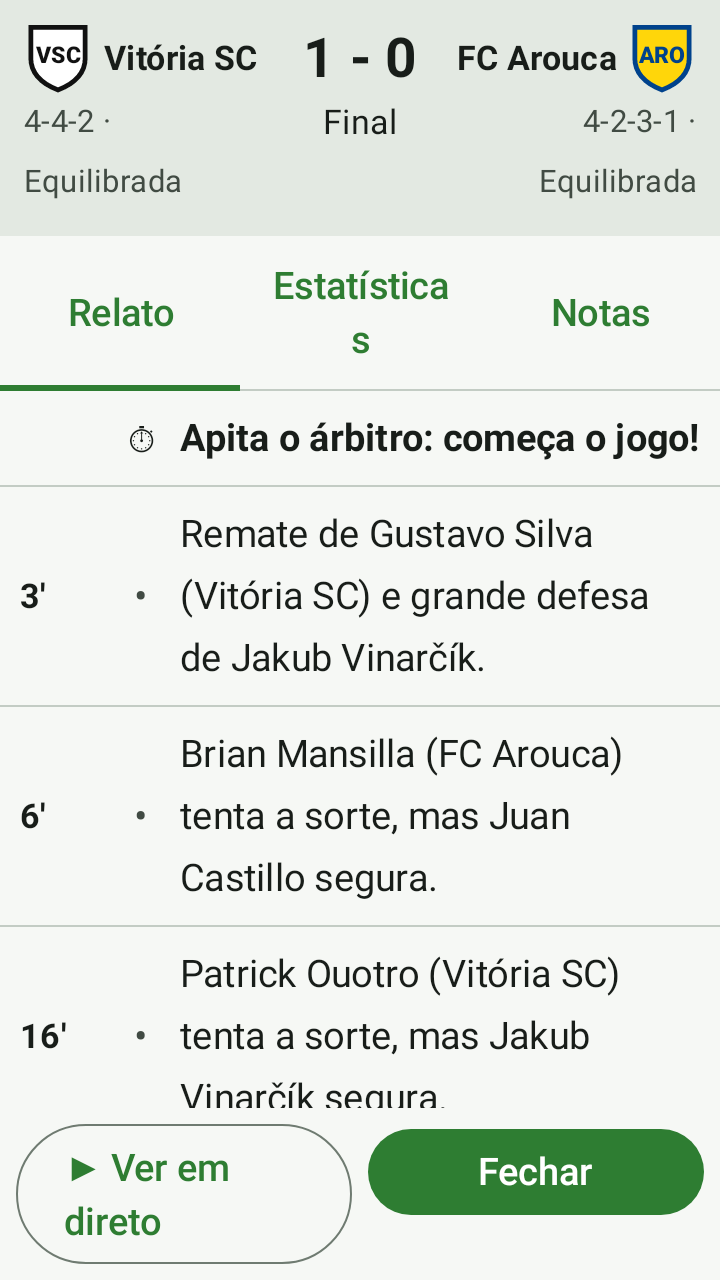 VSC Vitória SC 1 - 0 FC Arouca ARO
4-4-2 · Final 4-2-3-1 ·
Equilibrada Equilibrada
Relato Estatística Notas
s
Apita o árbitro: começa o jogo!
Remate de Gustavo Silva
3' • (Vitória SC) e grande defesa
de Jakub Vinarčík.
Brian Mansilla (FC Arouca)
6' • tenta a sorte, mas Juan
Castillo segura.
Patrick Ouotro (Vitória SC)
16' • tenta a sorte, mas Jakub
Vinarčík segura.
► Ver em Fechar
direto